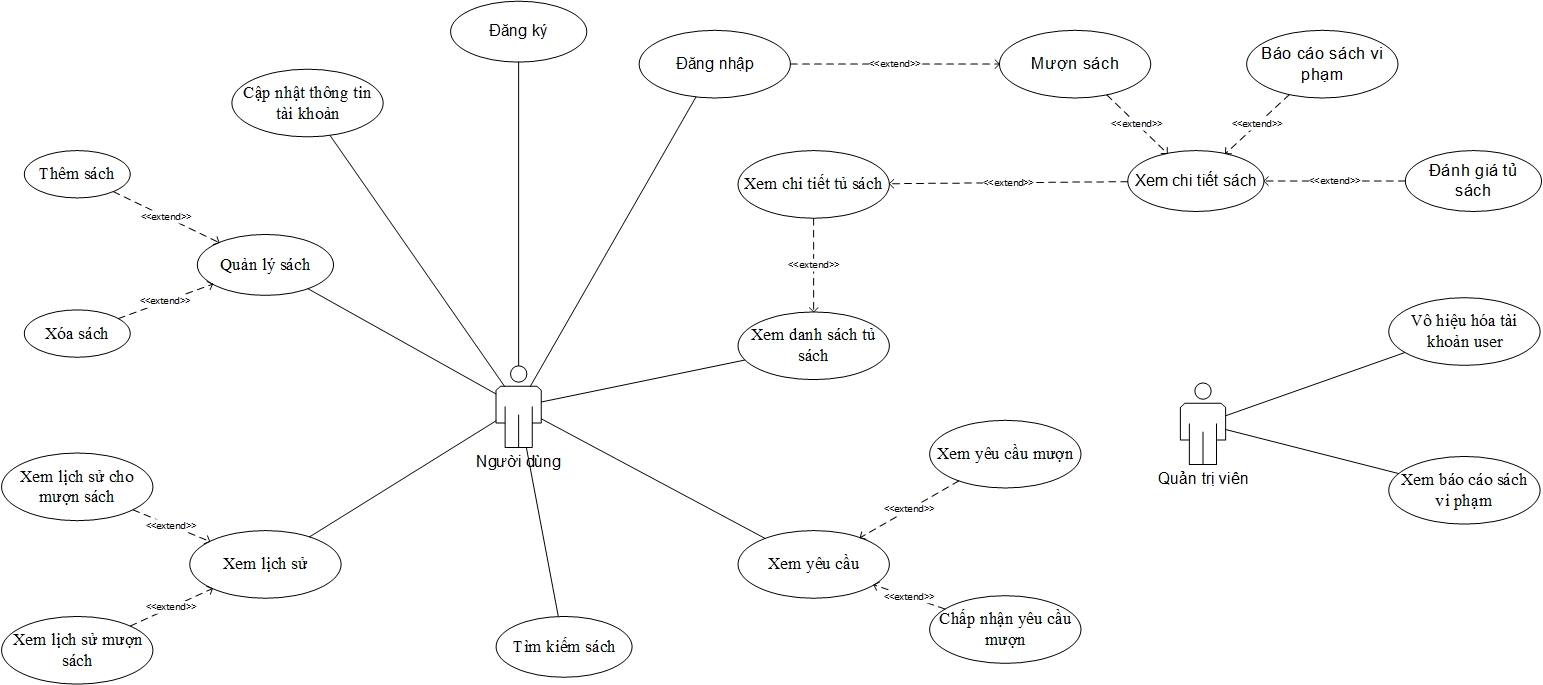 Đăng ký
Đăng nhập
<<extend>>
Mượn sách
Báo cáo sách vi
phạm
Cập nhật thông tin
tài khoản
<<extend>>
<<extend>>
Thêm sách
Xem chi tiết tủ sách
<<extend>>
Xem chi tiết sách
<<extend>>
Đánh giá tủ
sách
<<extend>>
Quản lý sách
<<extend>>
<<extend>>
Xóa sách
Xem danh sách tủ
sách
Vô hiệu hóa tài
khoản user
Người dùng
Xem yêu cầu mượn
Quản trị viên
Xem báo cáo sách
vi phạm
Xem lịch sử cho
mượn sách
<<extend>>
<<extend>>
Xem lịch sử
Xem yêu cầu
<<extend>>
<<extend>>
Chấp nhận yêu cầu
mượn
Xem lịch sử mượn
sách
Tìm kiếm sách